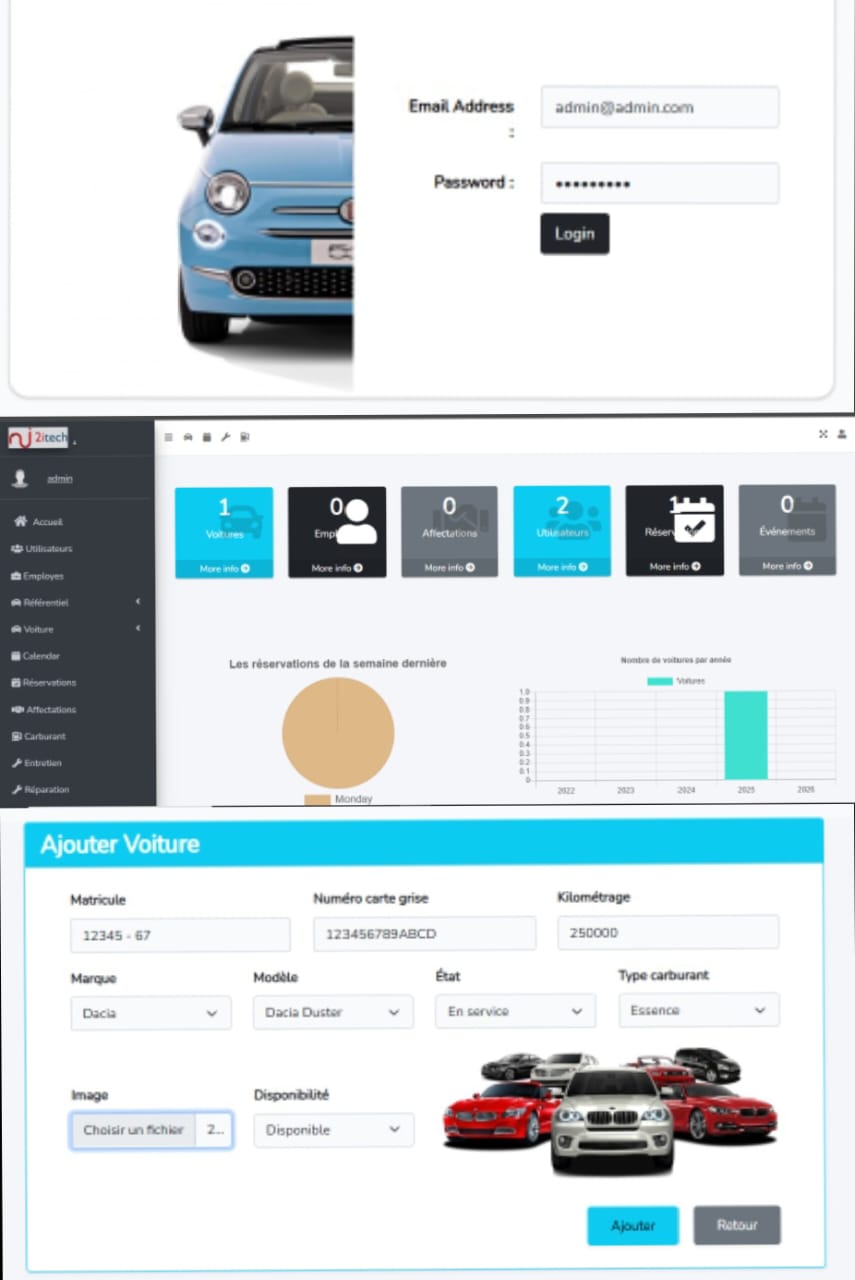 Email Address
:
admin@admin.com
Password :
•••••••••
Login
2itech
admin
Accueil
Utilisateurs
Employes
Référentiel
Voiture
Calendar
Réservations
Affectations
Carburant
Entretien
Réparation
1
Voitures
More info
0
Empl
More info
0
Affectations
More info
2
Utilisateurs
More info
1
Réserv
More info
0
Événements
More info
Les réservations de la semaine dernière
Monday
Nombre de voitures par année
Voitures
1.0
0.9
0.8
0.7
0.6
0.5
0.4
0.3
0.2
0.1
0
2022 2023 2024 2025 2026
Ajouter Voiture
Matricule Numéro carte grise Kilométrage
12345 - 67 123456789ABCD 250000
Marque Modèle État Type carburant
Dacia Dacia Duster En service Essence
Image Disponibilité
Choisir un fichier 2... Disponible
Ajouter Retour